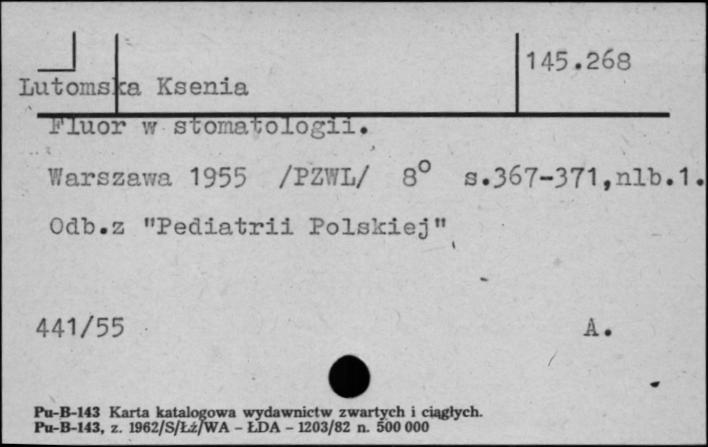 145.268
Lutomska Ksenia
Fluor w stomatologii.
Warszawa 1955 /PZWL/ 8° s.367-371,nlb.1.
Odb.z "Pediatrii Polskiej"
441/55 A.
Pu-B-143 Karta katalogowa wydawnictw zwartych i ciągłych.
Pu-B-143, z. 1962/S/Łź/WA – ŁDA – 1203/82 n. 500 000